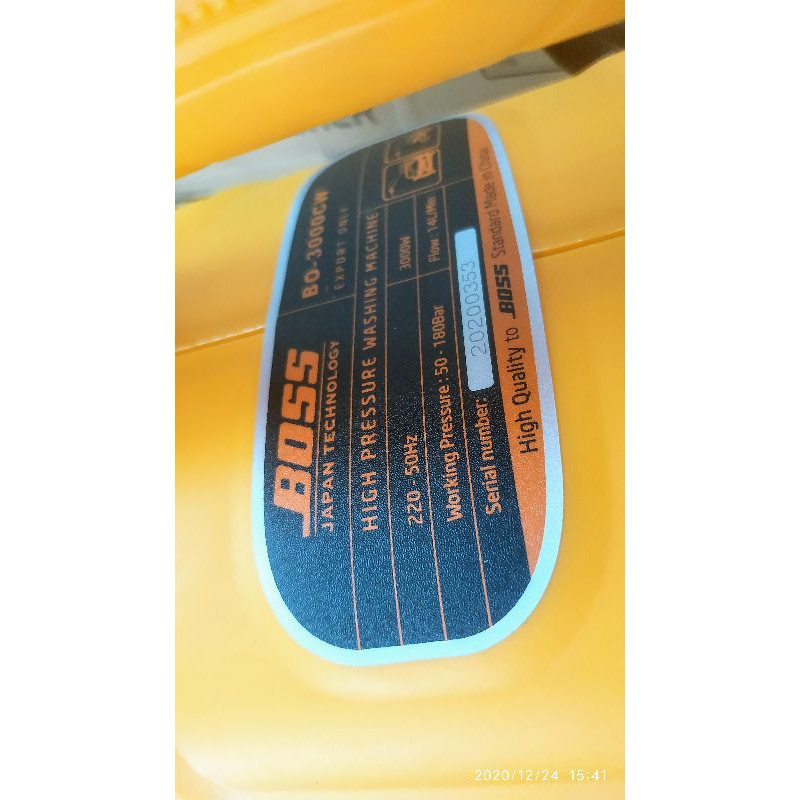 BOSS
JAPAN TECHNOLOGY
BO-3000CW
EXPORT ONLY
HIGH PRESSURE WASHING MACHINE
220 - 50Hz 3000W
Working Pressure : 50 - 180Bar Flow : 14L/Min
Serial number: 20200353
High Quality to BOSS Standard Made in China
2020/12/24 15:41